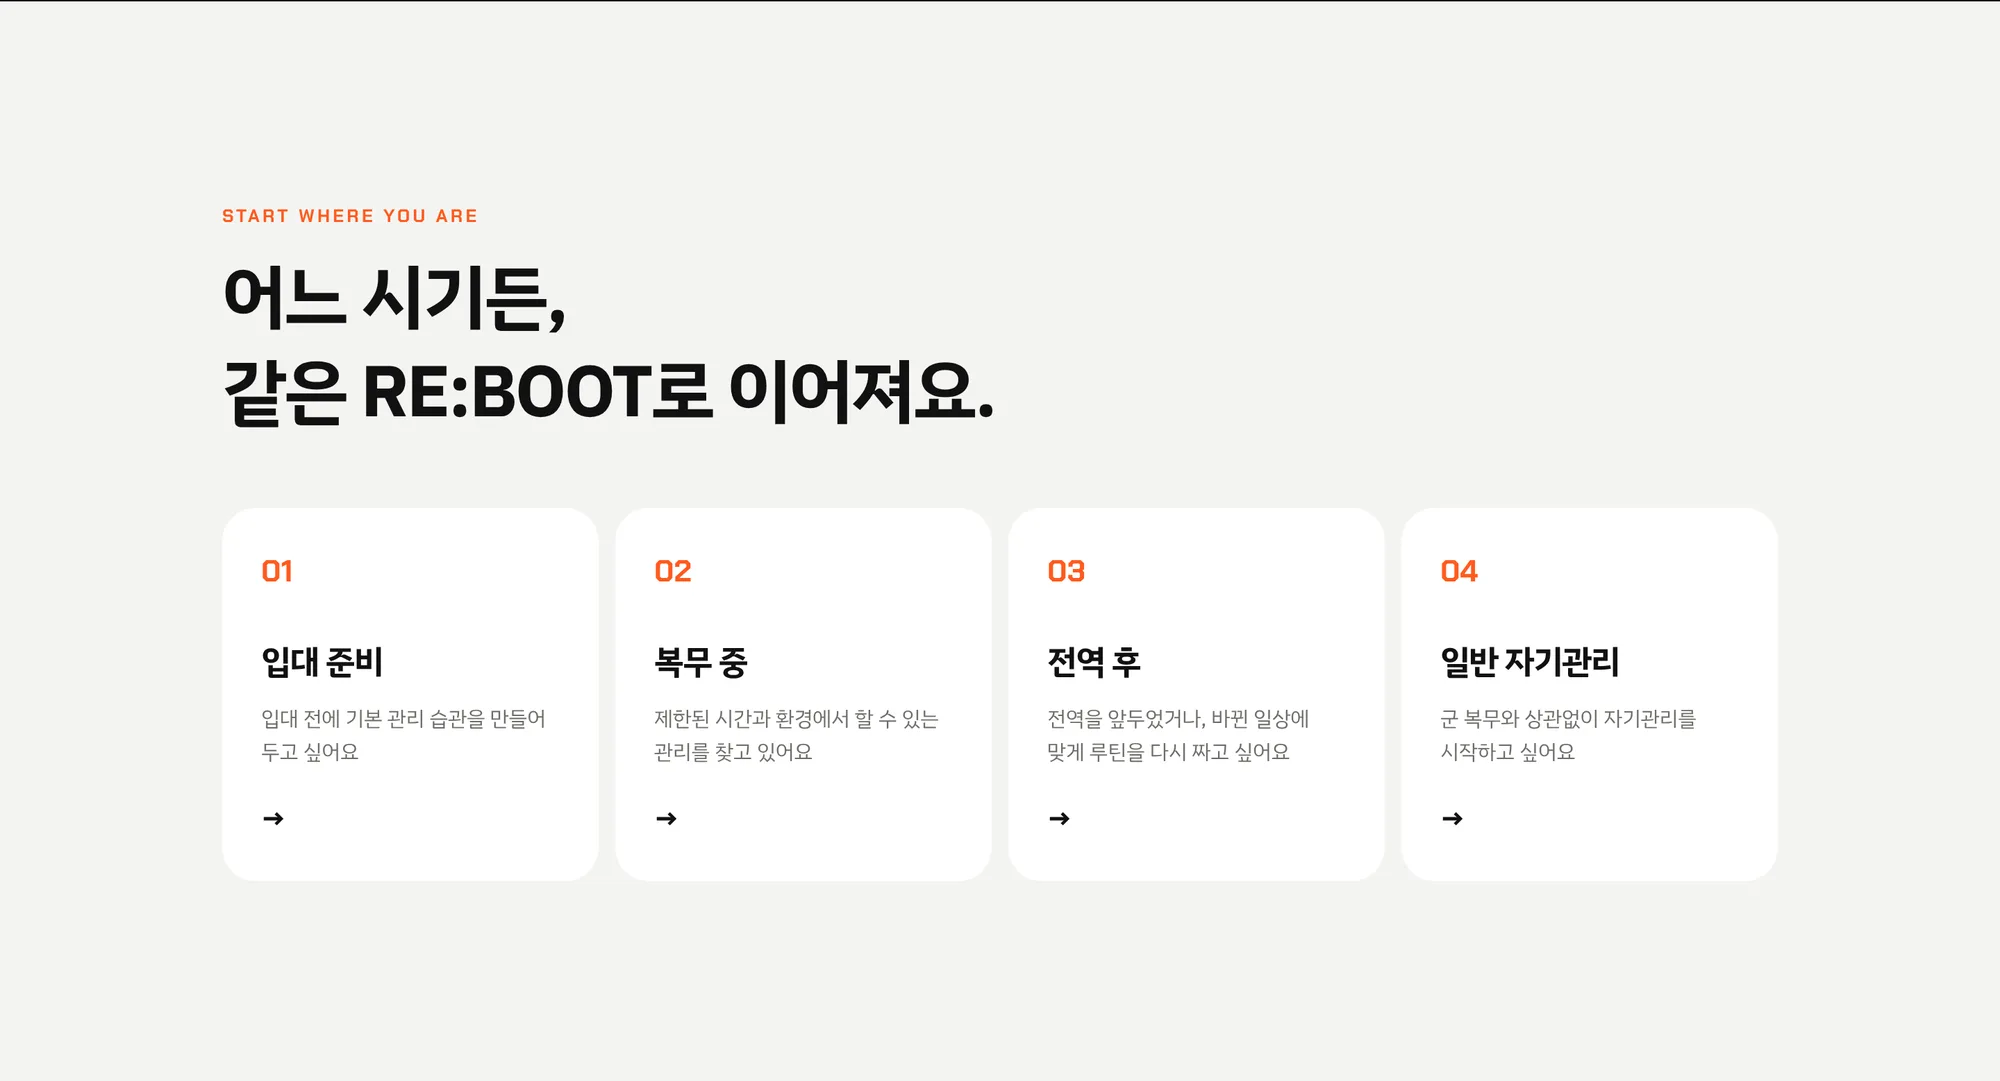 START WHERE YOU ARE
어느 시기든,
같은 RE:BOOT로 이어져요.
01
입대 준비
입대 전에 기본 관리 습관을 만들어
두고 싶어요
→
02
복무 중
제한된 시간과 환경에서 할 수 있는
관리를 찾고 있어요
→
03
전역 후
전역을 앞두었거나, 바뀐 일상에
맞게 루틴을 다시 짜고 싶어요
→
04
일반 자기관리
군 복무와 상관없이 자기관리를
시작하고 싶어요
→